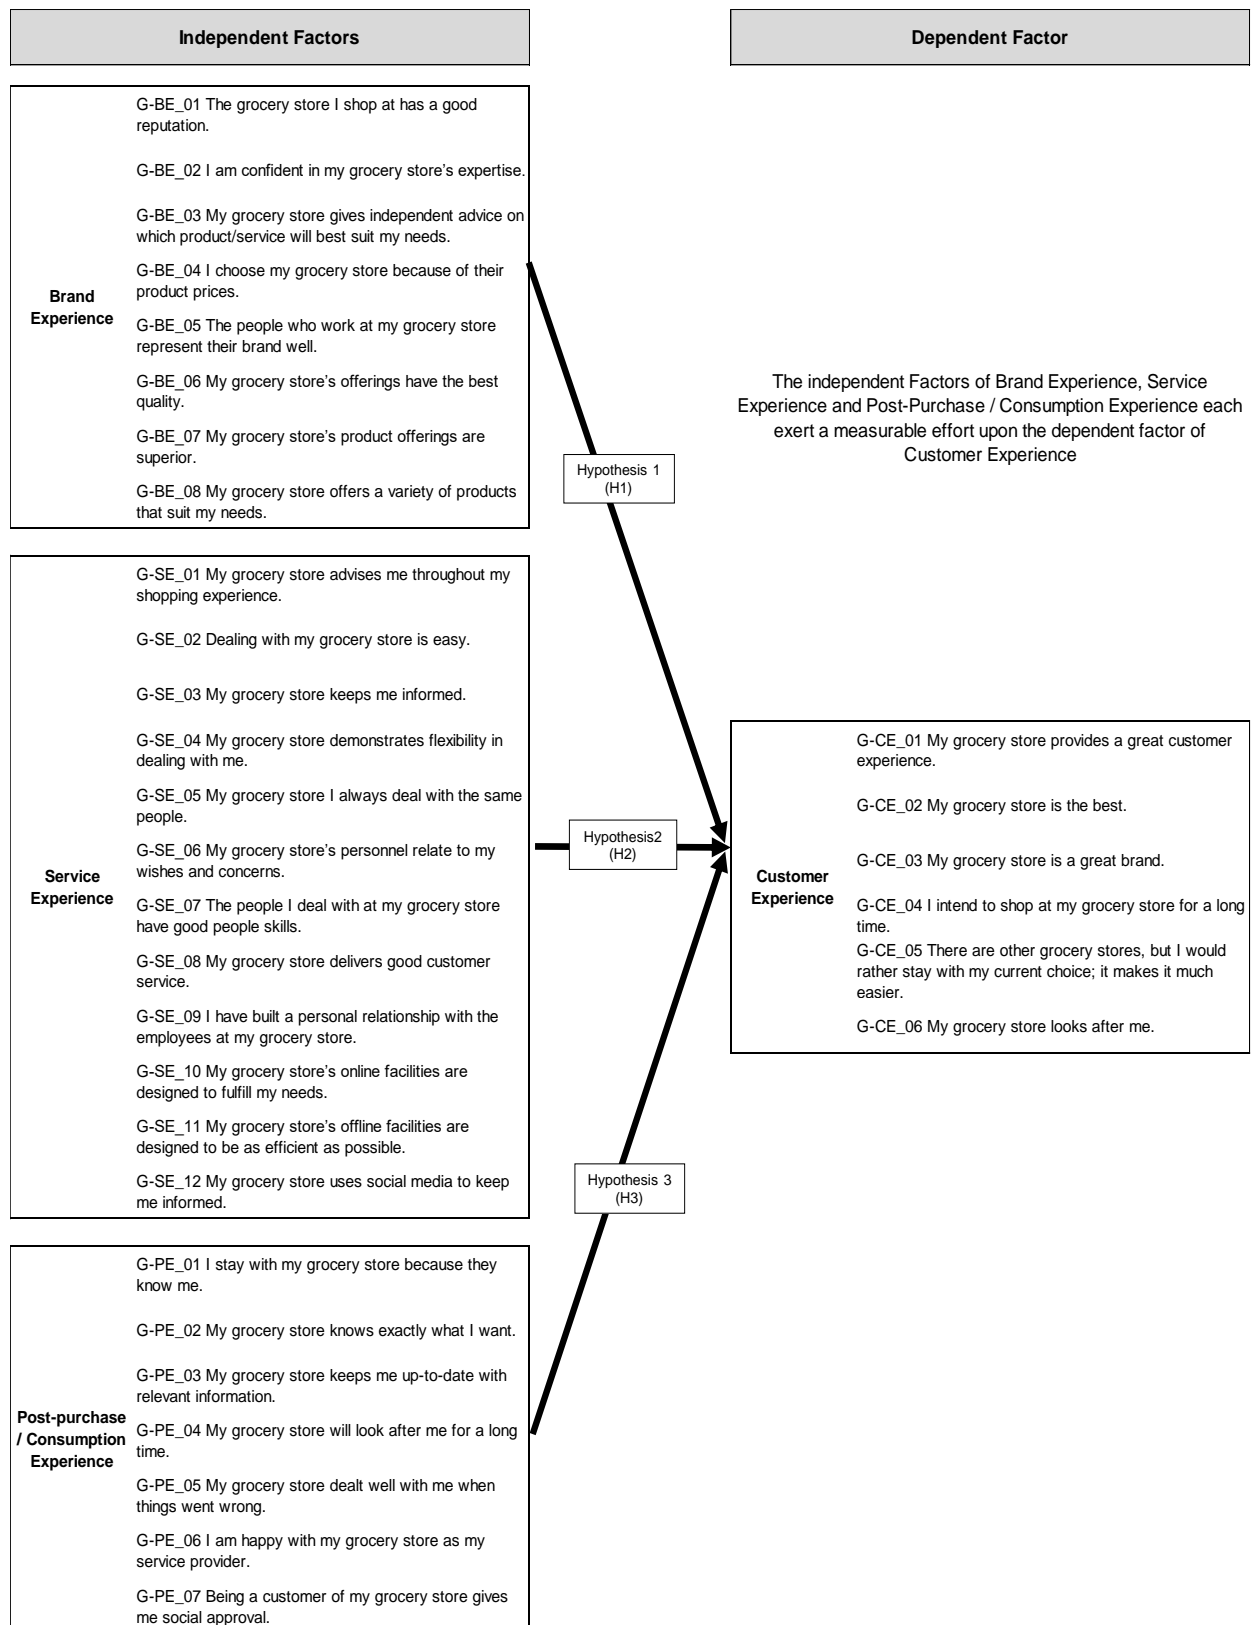 Independent Factors
Dependent Factor
Brand
Experience
G-BE_01 The grocery store I shop at has a good
reputation.
G-BE_02 I am confident in my grocery store’s expertise.
G-BE_03 My grocery store gives independent advice on
which product/service will best suit my needs.
G-BE_04 I choose my grocery store because of their
product prices.
G-BE_05 The people who work at my grocery store
represent their brand well.
G-BE_06 My grocery store’s offerings have the best
quality.
G-BE_07 My grocery store’s product offerings are
superior.
G-BE_08 My grocery store offers a variety of products
that suit my needs.
Hypothesis 1
(H1)
The independent Factors of Brand Experience, Service
Experience and Post-Purchase / Consumption Experience each
exert a measurable effort upon the dependent factor of
Customer Experience
Service
Experience
G-SE_01 My grocery store advises me throughout my
shopping experience.
G-SE_02 Dealing with my grocery store is easy.
G-SE_03 My grocery store keeps me informed.
G-SE_04 My grocery store demonstrates flexibility in
dealing with me.
G-SE_05 My grocery store I always deal with the same
people.
G-SE_06 My grocery store’s personnel relate to my
wishes and concerns.
G-SE_07 The people I deal with at my grocery store
have good people skills.
G-SE_08 My grocery store delivers good customer
service.
G-SE_09 I have built a personal relationship with the
employees at my grocery store.
G-SE_10 My grocery store’s online facilities are
designed to fulfill my needs.
G-SE_11 My grocery store’s offline facilities are
designed to be as efficient as possible.
G-SE_12 My grocery store uses social media to keep
me informed.
Hypothesis2
(H2)
Customer
Experience
G-CE_01 My grocery store provides a great customer
experience.
G-CE_02 My grocery store is the best.
G-CE_03 My grocery store is a great brand.
G-CE_04 I intend to shop at my grocery store for a long
time.
G-CE_05 There are other grocery stores, but I would
rather stay with my current choice; it makes it much
easier.
G-CE_06 My grocery store looks after me.
Hypothesis 3
(H3)
Post-purchase
/ Consumption
Experience
G-PE_01 I stay with my grocery store because they
know me.
G-PE_02 My grocery store knows exactly what I want.
G-PE_03 My grocery store keeps me up-to-date with
relevant information.
G-PE_04 My grocery store will look after me for a long
time.
G-PE_05 My grocery store dealt well with me when
things went wrong.
G-PE_06 I am happy with my grocery store as my
service provider.
G-PE_07 Being a customer of my grocery store gives
me social approval.